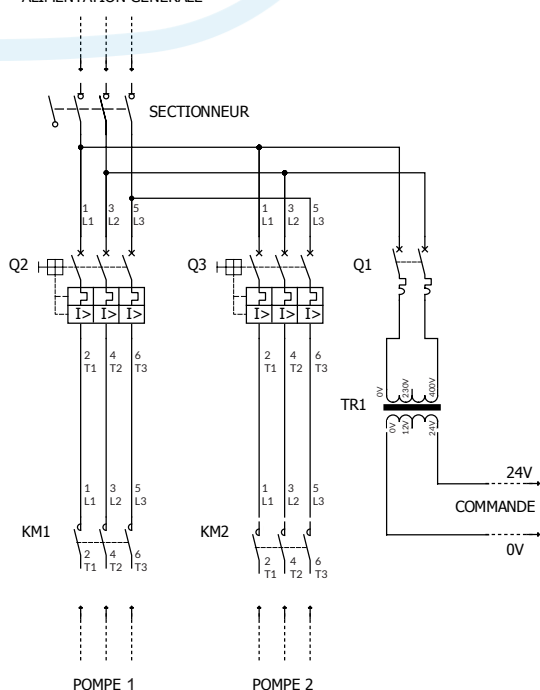 ALIMENTATION GENERALE
SECTIONNEUR
1 3 5 1 3 5
L1 L2 L3 L1 L2 L3
Q2 Q3 Q1
I> I> I> I> I> I>
2 4 6 2 4 6
T1 T2 T3 T1 T2 T3
0V 230V 400V
TR1
0V 12V 24V
24V
COMMANDE
0V
1 3 5 1 3 5
L1 L2 L3 L1 L2 L3
KM1 KM2
2 4 6 2 4 6
T1 T2 T3 T1 T2 T3
POMPE 1 POMPE 2